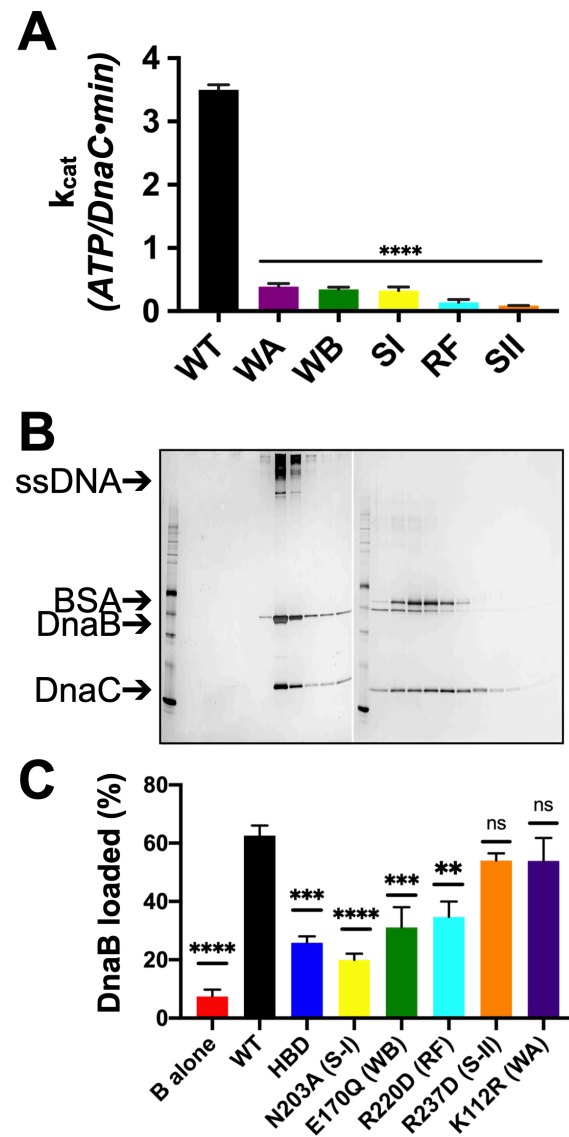 A
kcat
(ATP/DnaC•min)
4
3
2
1
0
****
WT
WA
WB
SI
RF
SII
B
ssDNA→
BSA→
DnaB→
DnaC→
C
DnaB loaded (%)
80
60
40
20
0
****
***
****
***
**
ns
ns
B alone
WT
HBD
N203A (S-I)
E170Q (WB)
R220D (RF)
R237D (S-II)
K112R (WA)